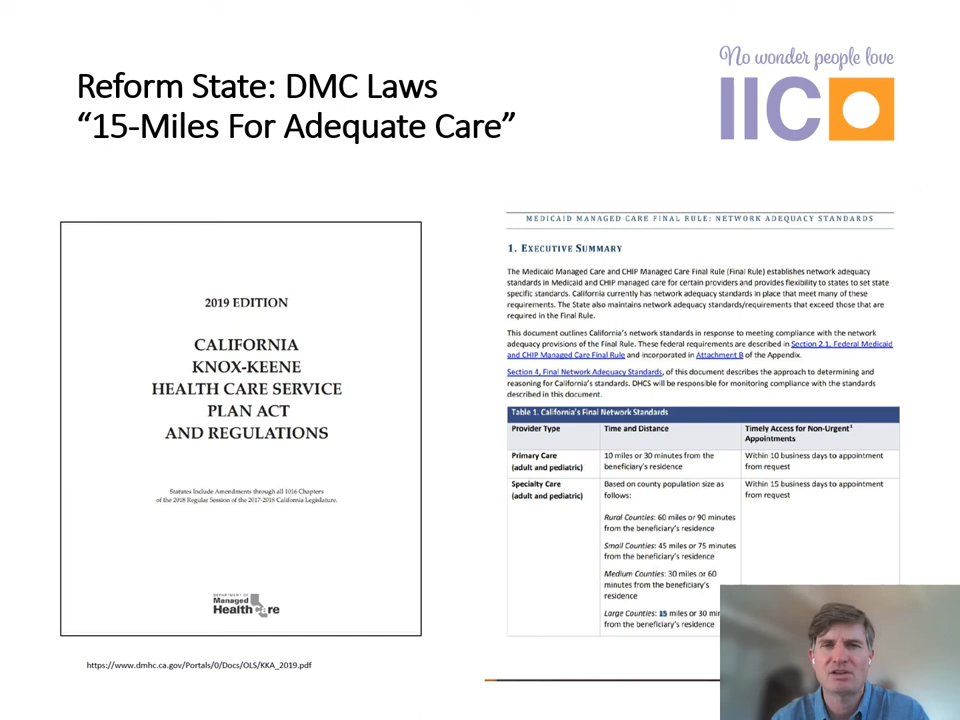 Reform State: DMC Laws
“15-Miles For Adequate Care”
No wonder people love
IIC
2019 EDITION
CALIFORNIA
KNOX-KEENE
HEALTH CARE SERVICE
PLAN ACT
AND REGULATIONS
Statutes Include Amendments through all 1016 Chapters
of the 2018 Regular Session of the 2017-2018 California Legislature.
DEPARTMENT OF
Managed
HealthCare
https://www.dmhc.ca.gov/Portals/0/Docs/OLS/KKA_2019.pdf
MEDICAID MANAGED CARE FINAL RULE: NETWORK ADEQUACY STANDARDS
1. EXECUTIVE SUMMARY
The Medicaid Managed Care and CHIP Managed Care Final Rule (Final Rule) establishes network adequacy
standards in Medicaid and CHIP managed care for certain providers and provides flexibility to states to set state
specific standards. California currently has network adequacy standards in place that meet many of these
requirements. The State also maintains network adequacy standards/requirements that exceed those that are
required in the Final Rule.
This document outlines California's network standards in response to meeting compliance with the network
adequacy provisions of the Final Rule. These federal requirements are described in Section 2.1, Federal Medicaid
and CHIP Managed Care Final Rule and incorporated in Attachment B of the Appendix.
Section 4, Final Network Adequacy Standards, of this document describes the approach to determining and
reasoning for California's standards. DHCS will be responsible for monitoring compliance with the standards
described in this document.
Table 1. California's Final Network Standards
Provider Type Time and Distance Timely Access for Non-Urgent1
Appointments
Primary Care 10 miles or 30 minutes from the Within 10 business days to appointment
(adult and pediatric) beneficiary's residence from request
Specialty Care Based on county population size as Within 15 business days to appointment
(adult and pediatric) follows: from request
Rural Counties: 60 miles or 90 minutes
from the beneficiary's residence
Small Counties: 45 miles or 75 minutes
from the beneficiary's residence
Medium Counties: 30 miles or 60
minutes from the beneficiary's
residence
Large Counties: 15 miles or 30 min
from the beneficiary's residence